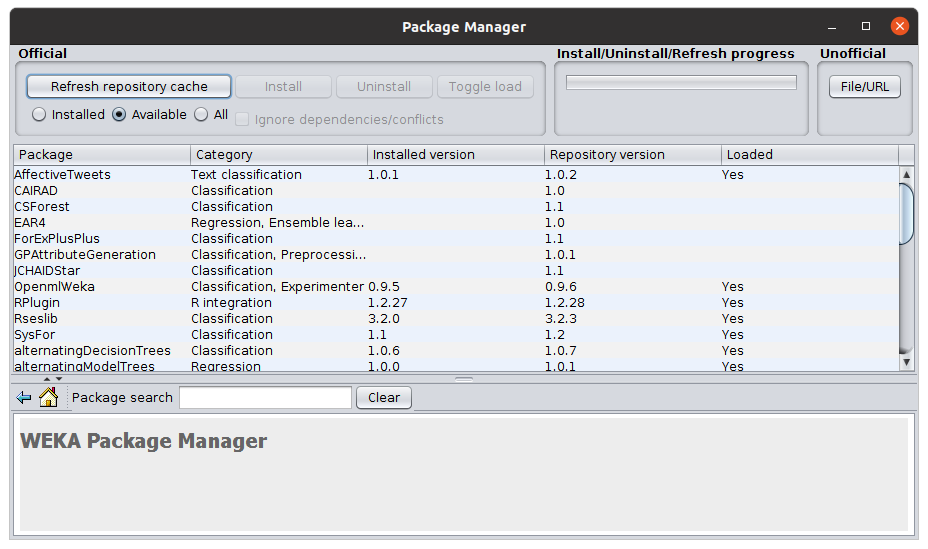 Package Manager
Official
Install/Uninstall/Refresh progress
Unofficial
Refresh repository cache Install Uninstall Toggle load
File/URL
Installed Available All Ignore dependencies/conflicts
Package Category Installed version Repository version Loaded
AffectiveTweets Text classification 1.0.1 1.0.2 Yes
CAIRAD Classification 1.0
CSForest Classification 1.1
EAR4 Regression, Ensemble lea... 1.0
ForExPlusPlus Classification 1.1
GPAttributeGeneration Classification, Preprocessi... 1.0.1
JCHAIDStar Classification 1.1
OpenmlWeka Classification, Experimenter 0.9.5 0.9.6 Yes
RPlugin R integration 1.2.27 1.2.28 Yes
Rseslib Classification 3.2.0 3.2.3 Yes
SysFor Classification 1.1 1.2 Yes
alternatingDecisionTrees Classification 1.0.6 1.0.7 Yes
alternatingModelTrees Regression 1.0.0 1.0.1 Yes
Package search Clear
WEKA Package Manager